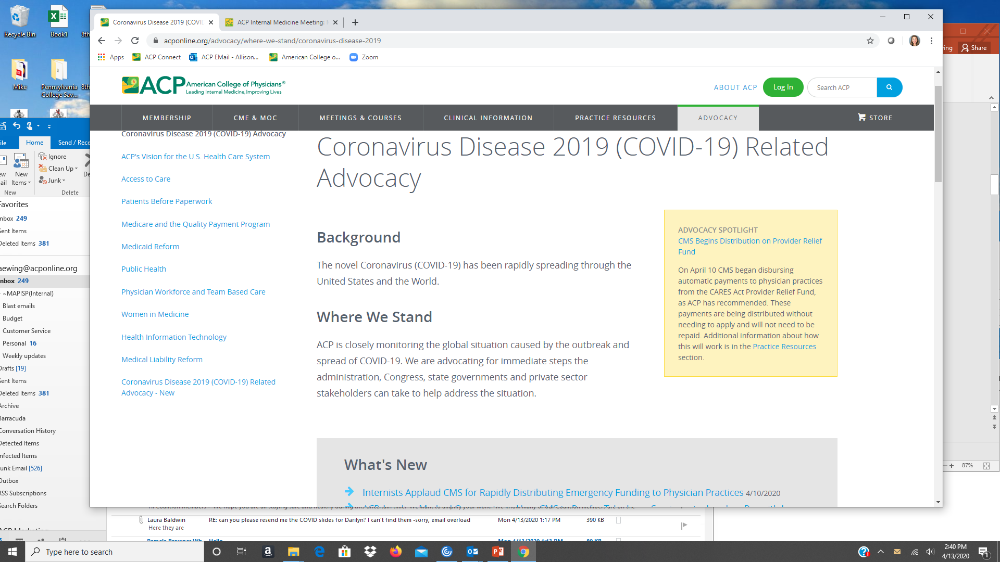 Recycle Bin
Book1
8th
Mike
Pennsylvania
College Sav...
8th
Coronavirus Disease 2019 (COVI
ACP Internal Medicine Meeting:
acponline.org/advocacy/where-we-stand/coronavirus-disease-2019
Apps
ACP Connect
ACP EMail - Allison...
American College o...
Zoom
Share
ACP American College of Physicians®
Leading Internal Medicine, Improving Lives
ABOUT ACP
Log In
Search ACP
MEMBERSHIP
CME & MOC
MEETINGS & COURSES
CLINICAL INFORMATION
PRACTICE RESOURCES
ADVOCACY
STORE
Home
Send / Rece
Ignore
Clean Up
Junk
New
Items
New
Delete
Favorites
Inbox 249
Sent Items
Deleted Items 381
aewing@acponline.org
Inbox 249
~MAPISP(Internal)
Blast emails
Budget
Customer Service
Personal 16
Weekly updates
Drafts [19]
Sent Items
Deleted Items 381
Archive
Barracuda
Conversation History
Detected Items
Infected Items
Junk Email [526]
Outbox
RSS Subscriptions
Search Folders
Coronavirus Disease 2019 (COVID-19) Advocacy
ACP's Vision for the U.S. Health Care System
Access to Care
Patients Before Paperwork
Medicare and the Quality Payment Program
Medicaid Reform
Public Health
Physician Workforce and Team Based Care
Women in Medicine
Health Information Technology
Medical Liability Reform
Coronavirus Disease 2019 (COVID-19) Related
Advocacy - New
Coronavirus Disease 2019 (COVID-19) Related
Advocacy
Background
The novel Coronavirus (COVID-19) has been rapidly spreading through the
United States and the World.
Where We Stand
ACP is closely monitoring the global situation caused by the outbreak and
spread of COVID-19. We are advocating for immediate steps the
administration, Congress, state governments and private sector
stakeholders can take to help address the situation.
ADVOCACY SPOTLIGHT
CMS Begins Distribution on Provider Relief
Fund
On April 10 CMS began disbursing
automatic payments to physician practices
from the CARES Act Provider Relief Fund,
as ACP has recommended. These
payments are being distributed without
needing to apply and will not need to be
repaid. Additional information about how
this will work is in the Practice Resources
section.
What's New
Internists Applaud CMS for Rapidly Distributing Emergency Funding to Physician Practices 4/10/2020
87%
Laura Baldwin
RE: can you please resend me the COVID slides for Darilyn? I can't find them -sorry, email overload
Mon 4/13/2020 1:17 PM
390 KB
Here they are
Type here to search
2:40 PM
4/13/2020
1